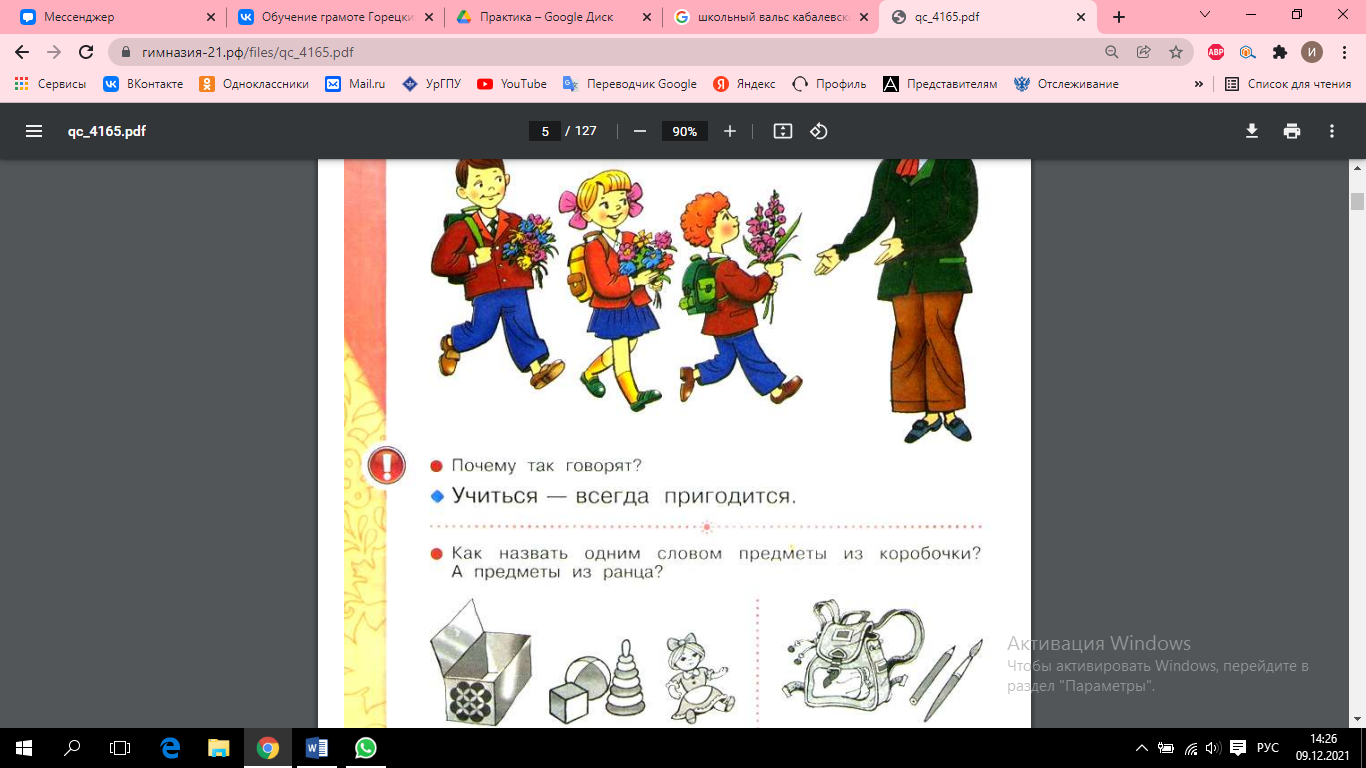 Мессенджер
Обучение грамоте Горецки
Практика – Google Диск
школьный вальс кабалевск
qc_4165.pdf
гимназия-21.рф/files/qc_4165.pdf
ABP
И
Сервисы
ВКонтакте
Одноклассники
Mail.ru
УрГПУ
YouTube
Переводчик Google
Яндекс
Профиль
Представителям
Отслеживание
»
Список для чтения
qc_4165.pdf
5 / 127
90%
Почему так говорят?
Учиться — всегда пригодится.
Как назвать одним словом предметы из коробочки?
А предметы из ранца?
Активация Windows
Чтобы активировать Windows, перейдите в
раздел "Параметры".
РУС
14:26
09.12.2021